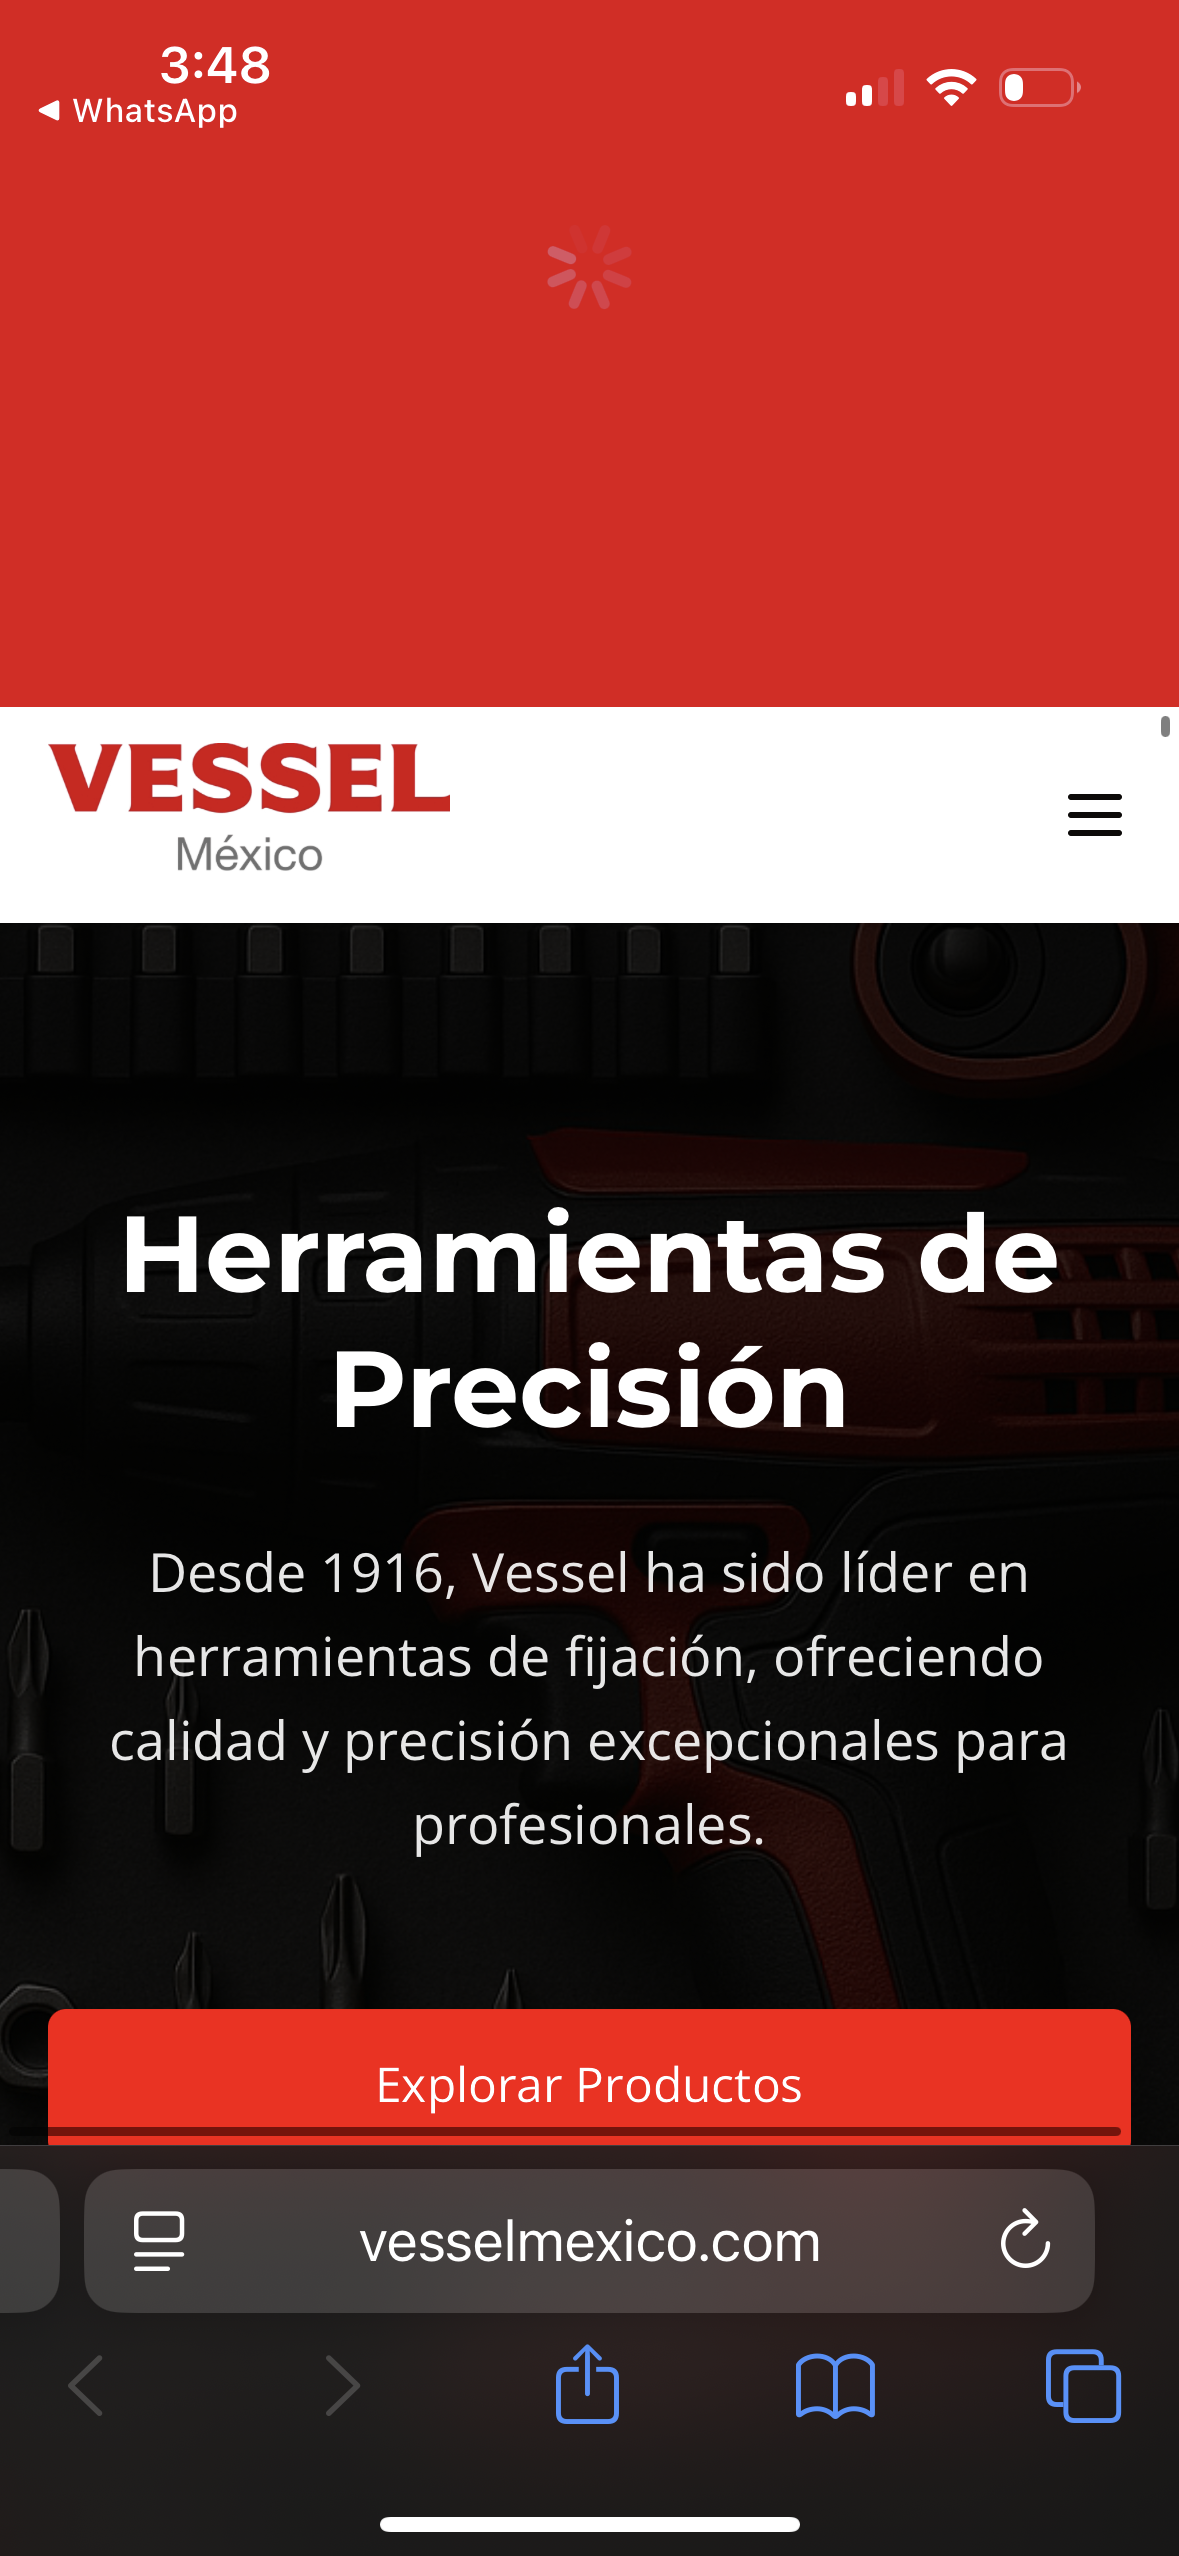 3:48
WhatsApp
VESSEL
México
Herramientas de
Precisión
Desde 1916, Vessel ha sido líder en
herramientas de fijación, ofreciendo
calidad y precisión excepcionales para
profesionales.
Explorar Productos
vesselmexico.com